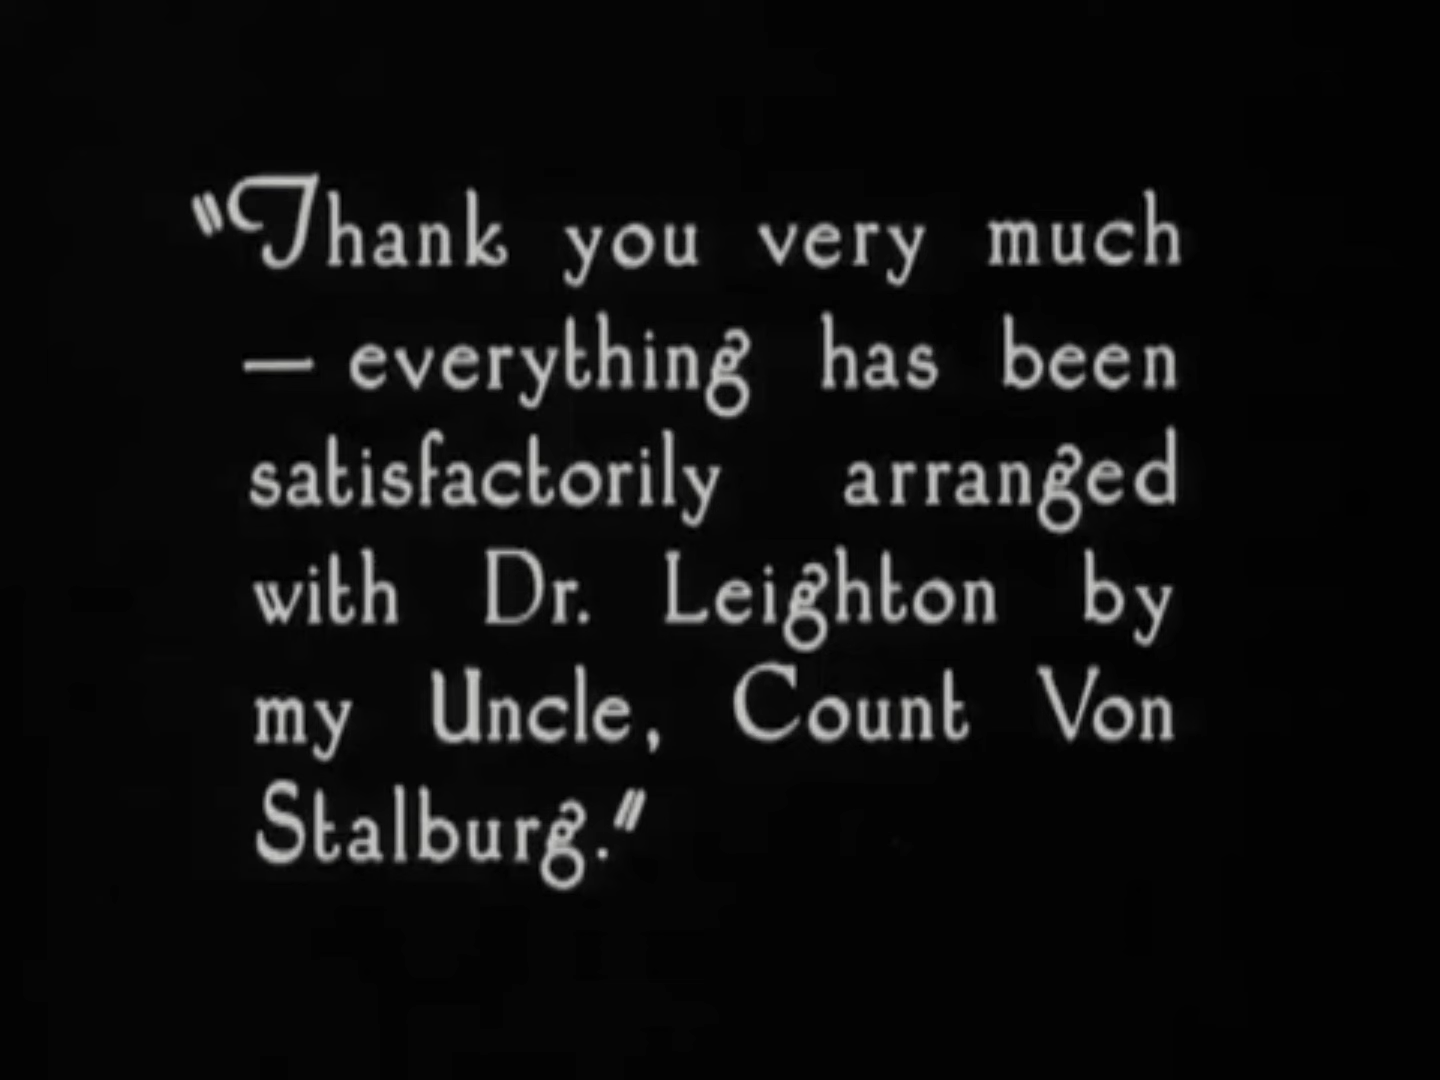 "Thank you very much
— everything has been
satisfactorily arranged
with Dr. Leighton by
my Uncle, Count Von
Stalburg."